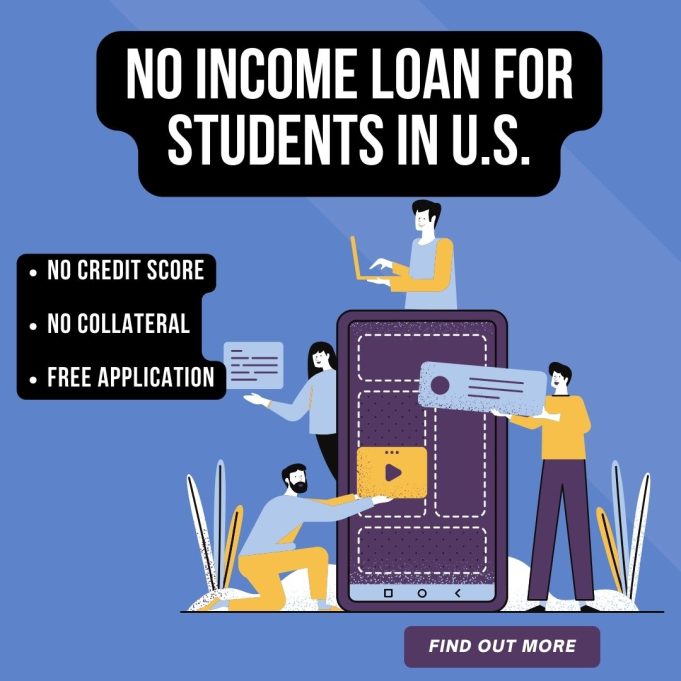 NO INCOME LOAN FOR
STUDENTS IN U.S.
• NO CREDIT SCORE
• NO COLLATERAL
• FREE APPLICATION
FIND OUT MORE